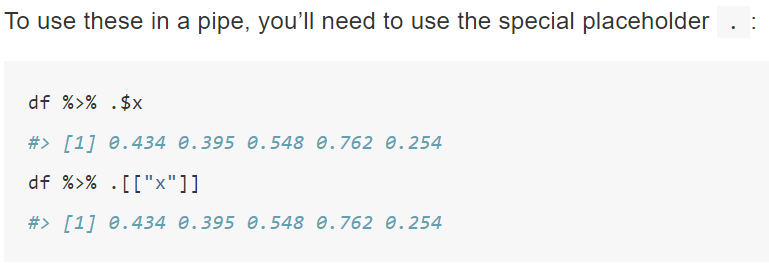 To use these in a pipe, you’ll need to use the special placeholder . :
df %>% .$x
#> [1] 0.434 0.395 0.548 0.762 0.254
df %>% .[["x"]]
#> [1] 0.434 0.395 0.548 0.762 0.254